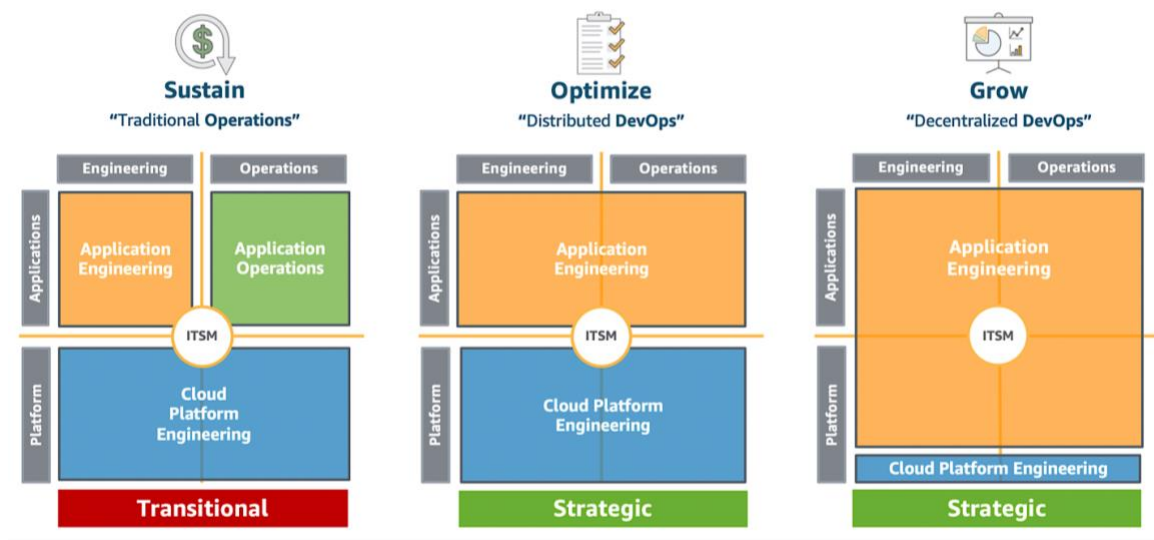 $
Sustain
“Traditional Operations”
Engineering
Operations
Applications
Application
Engineering
Application
Operations
ITSM
Platform
Cloud
Platform
Engineering
Transitional
Optimize
“Distributed DevOps”
Engineering
Operations
Applications
Application
Engineering
ITSM
Platform
Cloud Platform
Engineering
Strategic
Grow
“Decentralized DevOps”
Engineering
Operations
Applications
Application
Engineering
ITSM
Platform
Cloud Platform Engineering
Strategic